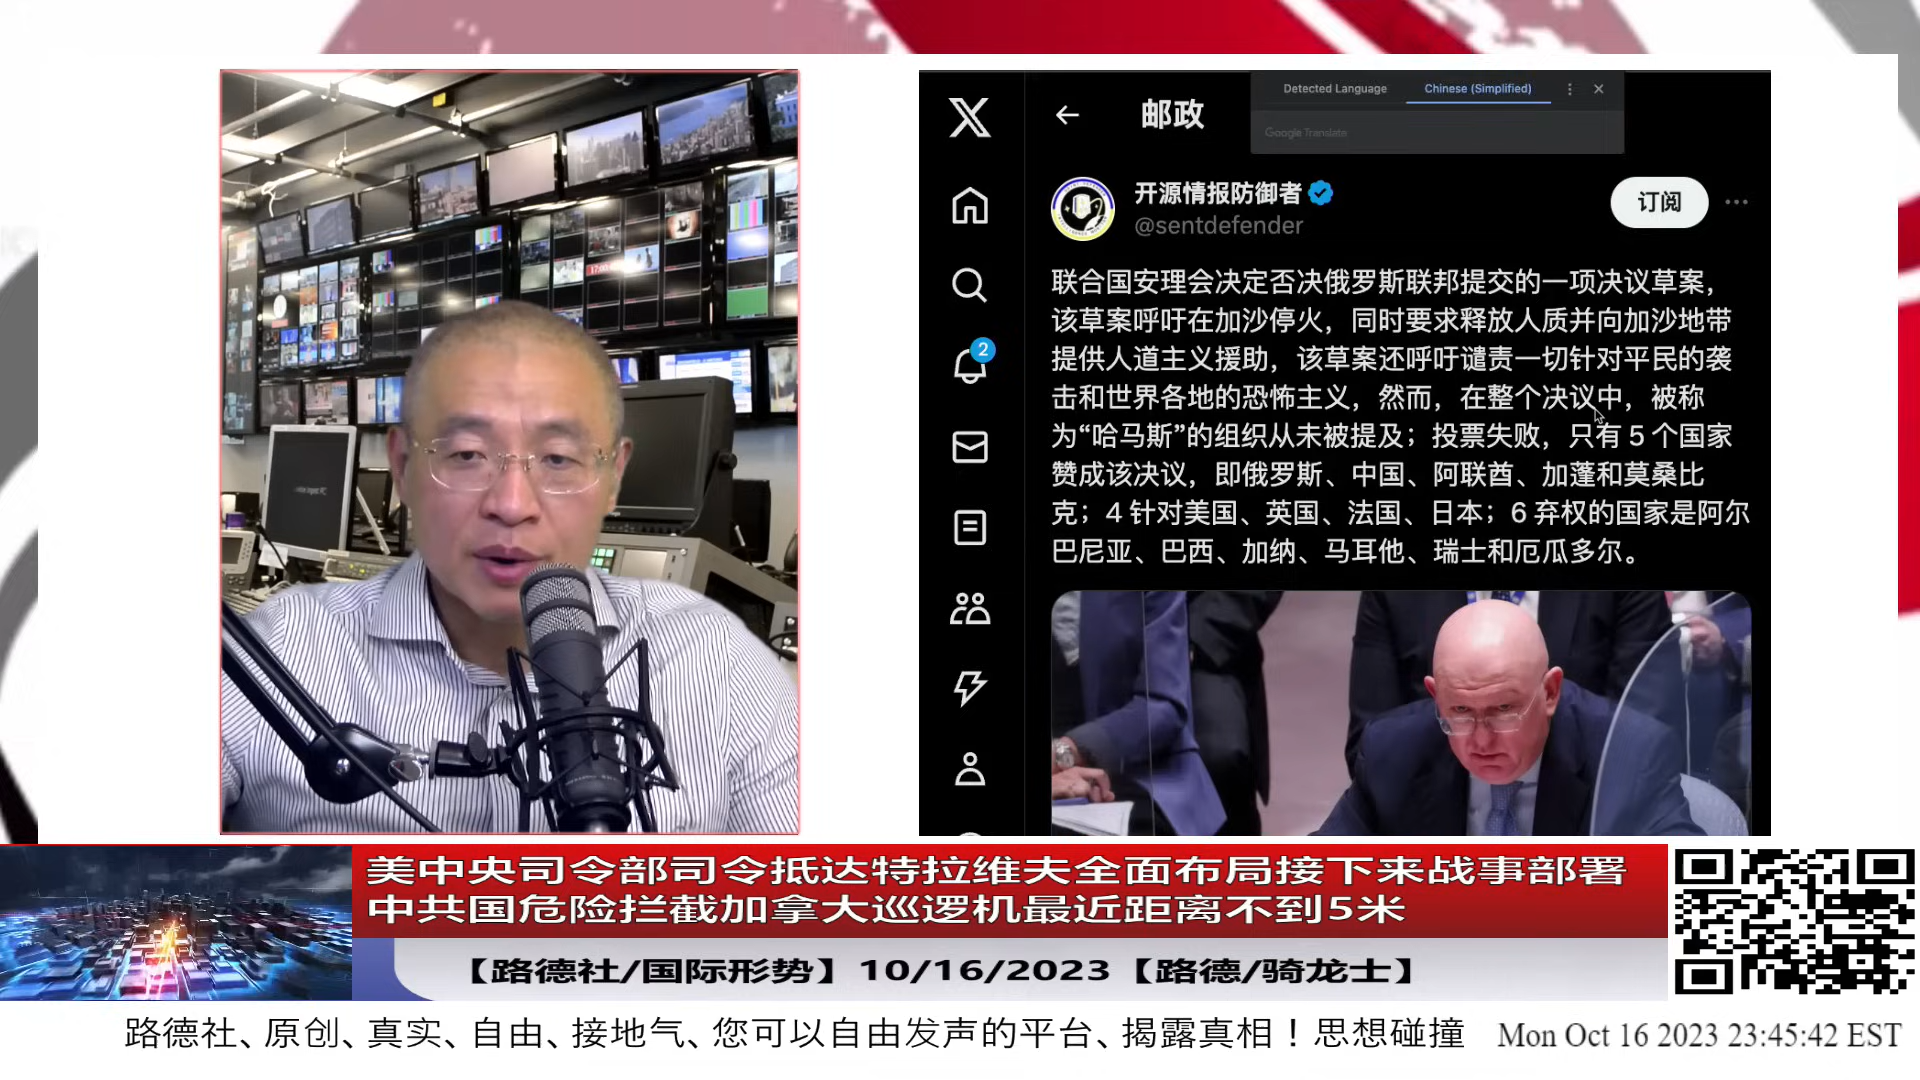 Detected Language
Chinese (Simplified)
Google Translate
邮政
开源情报防御者
@sentdefender
订阅
2
联合国安理会决定否决俄罗斯联邦提交的一项决议草案，
该草案呼吁在加沙停火，同时要求释放人质并向加沙地带
提供人道主义援助，该草案还呼吁谴责一切针对平民的袭
击和世界各地的恐怖主义，然而，在整个决议中，被称
为“哈马斯”的组织从未被提及；投票失败，只有 5 个国家
赞成该决议，即俄罗斯、中国、阿联酋、加蓬和莫桑比
克；4 针对美国、英国、法国、日本；6 弃权的国家是阿尔
巴尼亚、巴西、加纳、马耳他、瑞士和厄瓜多尔。
美中央司令部司令抵达特拉维夫全面布局接下来战事部署
中共国危险拦截加拿大巡逻机最近距离不到5米
【路德社/国际形势】10/16/2023【路德/骑龙士】
路德社、原创、真实、自由、接地气、您可以自由发声的平台、揭露真相！思想碰撞
Mon Oct 16 2023 23:45:42 EST